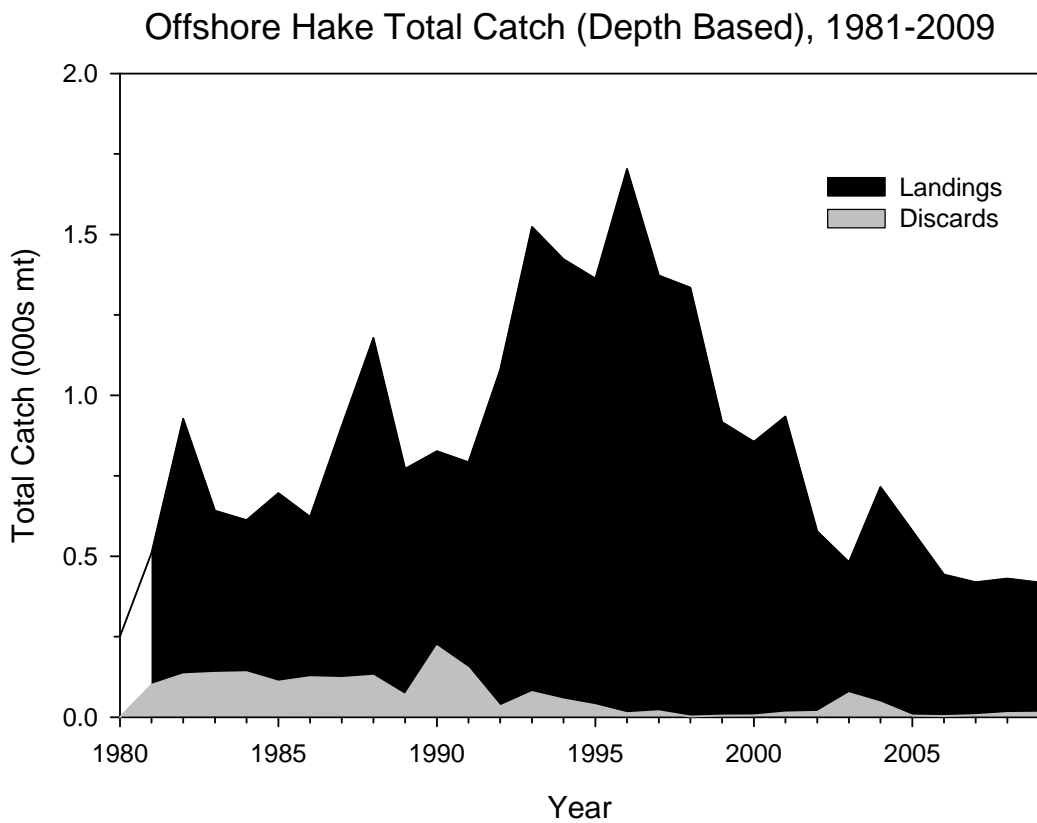 Offshore Hake Total Catch (Depth Based), 1981-2009
2.0
1.5
1.0
0.5
0.0
Total Catch (000s mt)
Landings
Discards
1980 1985 1990 1995 2000 2005
Year